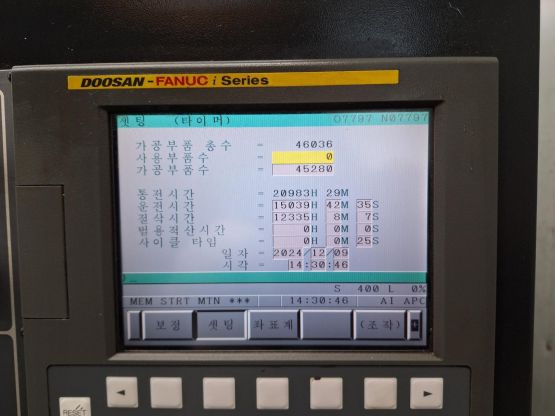 DOOSAN-FANUC i Series
셋팅 (타이머) O7797 N07797
가공부품 총수 = 46036
사용부품수 = 0
가공부품수 = 45280
통전시간 = 20983H 29M
운전시간 = 15039H 42M 35S
절삭시간 = 12335H 8M 7S
범용적산시간 = 0H 0M 0S
사이클 타임 = 0H 0M 25S
일자 = 2024/12/09
시각 = 14:30:46
S 400 L 0%
MEM STRT MIN *** 14:30:46 AI APC
보정 셋팅 좌표계 (조작) +
RESET